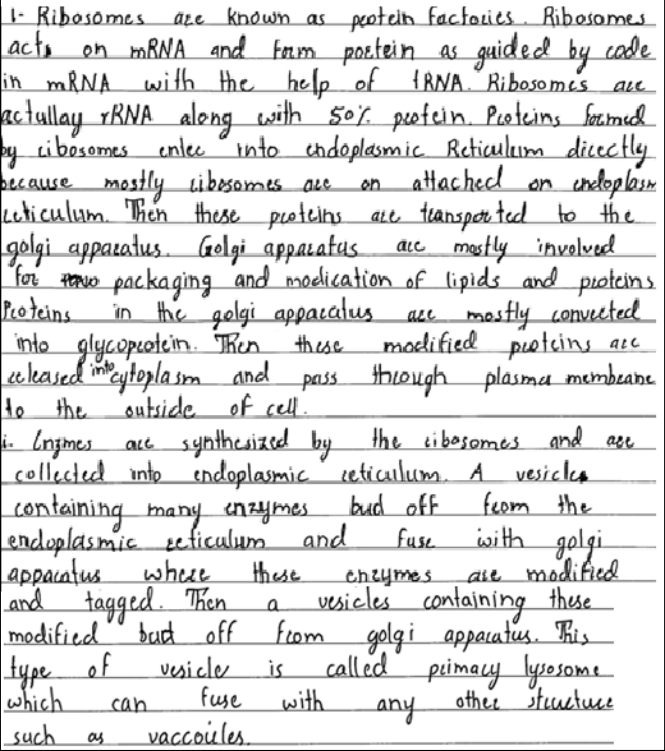 1- Ribosomes are known as protein factories. Ribosomes
acts on mRNA and form poetein as guided by code
in mRNA with the help of tRNA. Ribosomes are
actullay rRNA along with 50% protein. Proteins formed
by ribosomes enter into endoplasmic Reticulum directly
because mostly ribosomes are on attached on endoplasm
reticulum. Then these proteins are transported to the
golgi apparatus. Golgi apparatus are mostly involved
for packaging and modication of lipids and proteins
Proteins in the golgi apparatus are mostly converted
into glycoprotein. Then these modified proteins are
released into cytoplasm and pass through plasma membrane
to the outside of cell.
i. Enzimes are synthesized by the ribosomes and are
collected into endoplasmic reticulum. A vesicles
containing many enzymes bud off from the
endoplasmic reticulum and fuse with golgi
apparatus where these enzymes are modified
and tagged. Then a vesicles containing these
modified bud off from golgi apparatus. This
type of vesicle is called primary lysosome
which can fuse with any other structure
such as vaccoules.